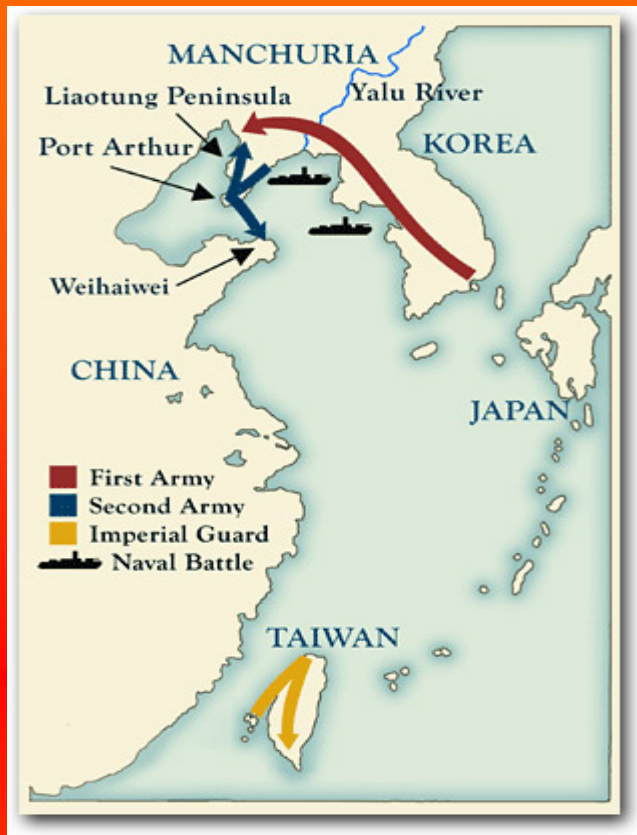 MANCHURIA
Liaotung Peninsula
Yalu River
Port Arthur
KOREA
Weihaiwei
CHINA
JAPAN
First Army
Second Army
Imperial Guard
Naval Battle
TAIWAN